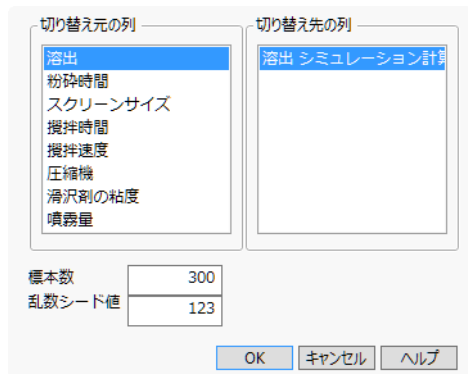 切り替え元の列
溶出
粉砕時間
スクリーンサイズ
攪拌時間
攪拌速度
圧縮機
滑沢剤の粘度
噴霧量
切り替え先の列
溶出 シミュレーション計算
標本数 300
乱数シード値 123
OK キャンセル ヘルプ